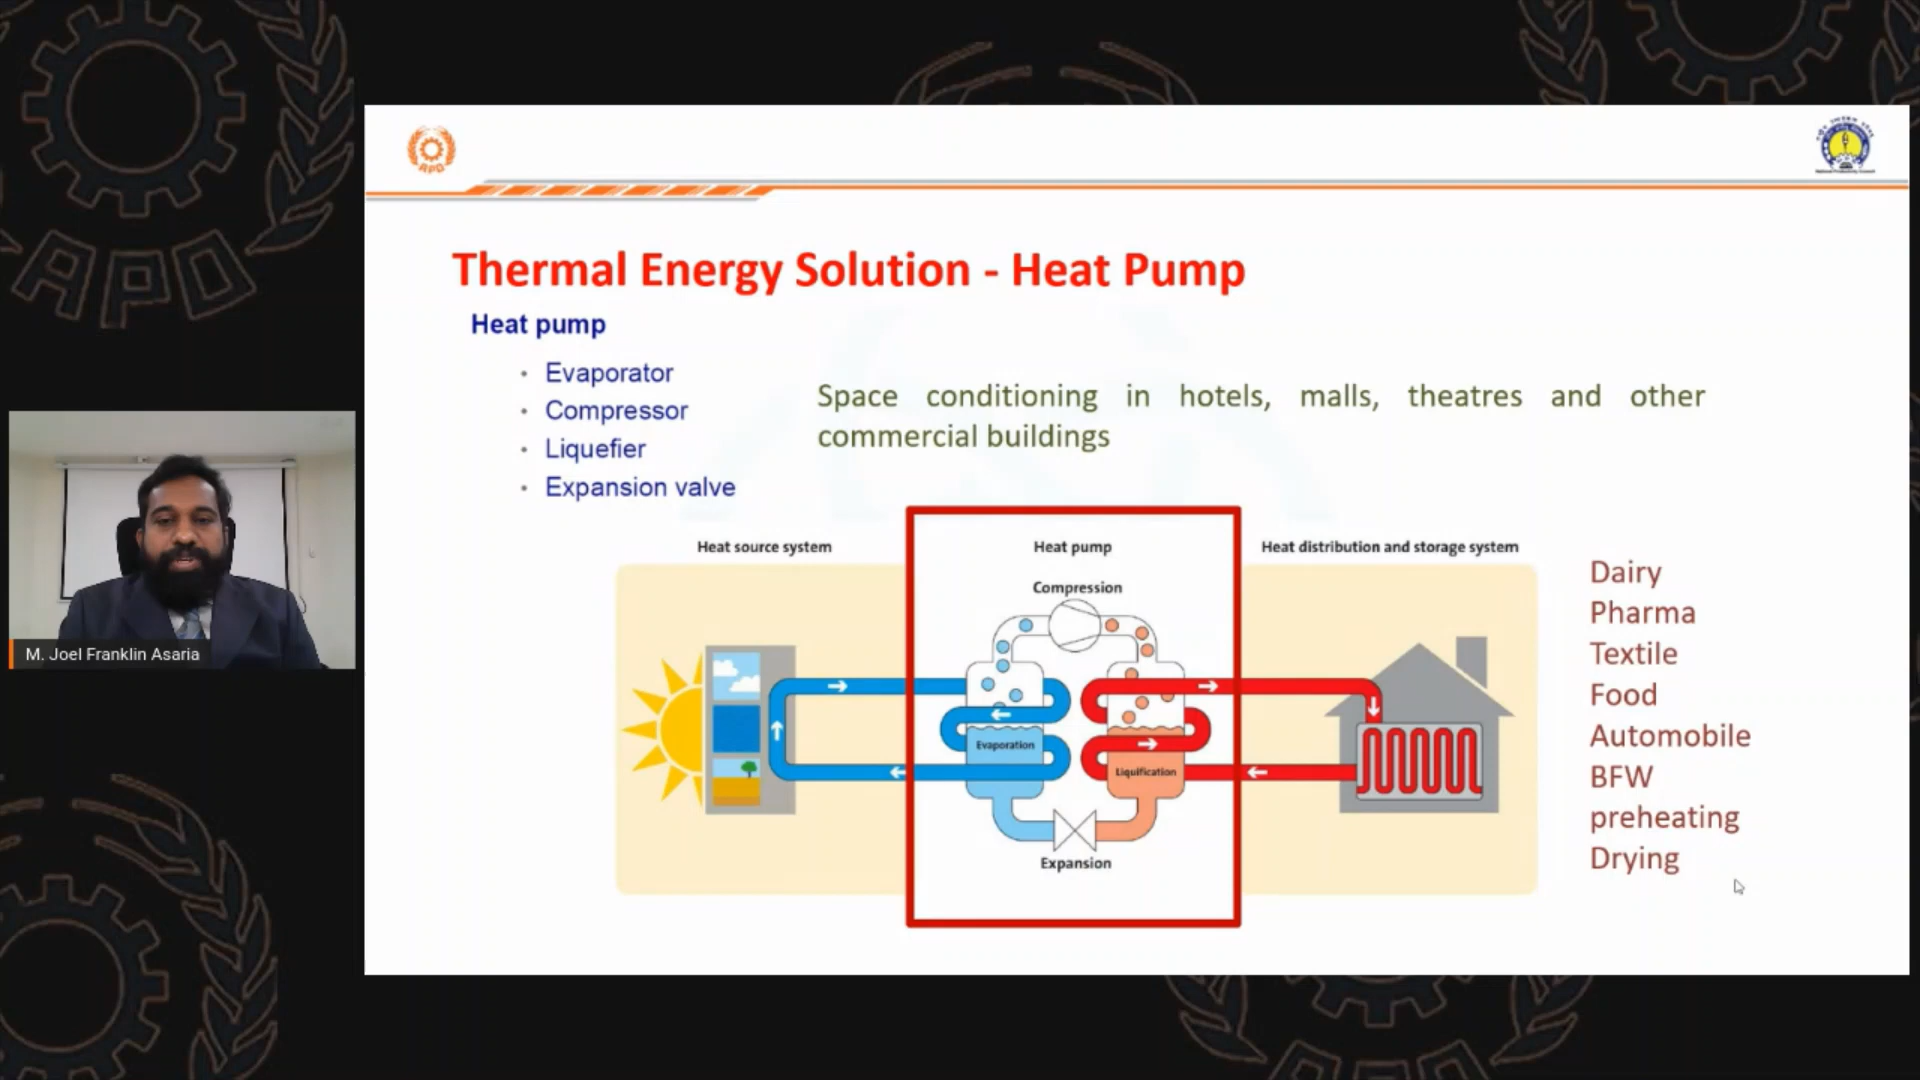 APO
APO
Thermal Energy Solution - Heat Pump
Heat pump
• Evaporator
• Compressor
• Liquefier
• Expansion valve
Space conditioning in hotels, malls, theatres and other
commercial buildings
Heat source system
Heat pump
Heat distribution and storage system
Compression
Evaporation
Liquification
Expansion
Dairy
Pharma
Textile
Food
Automobile
BFW
preheating
Drying
M. Joel Franklin Asaria